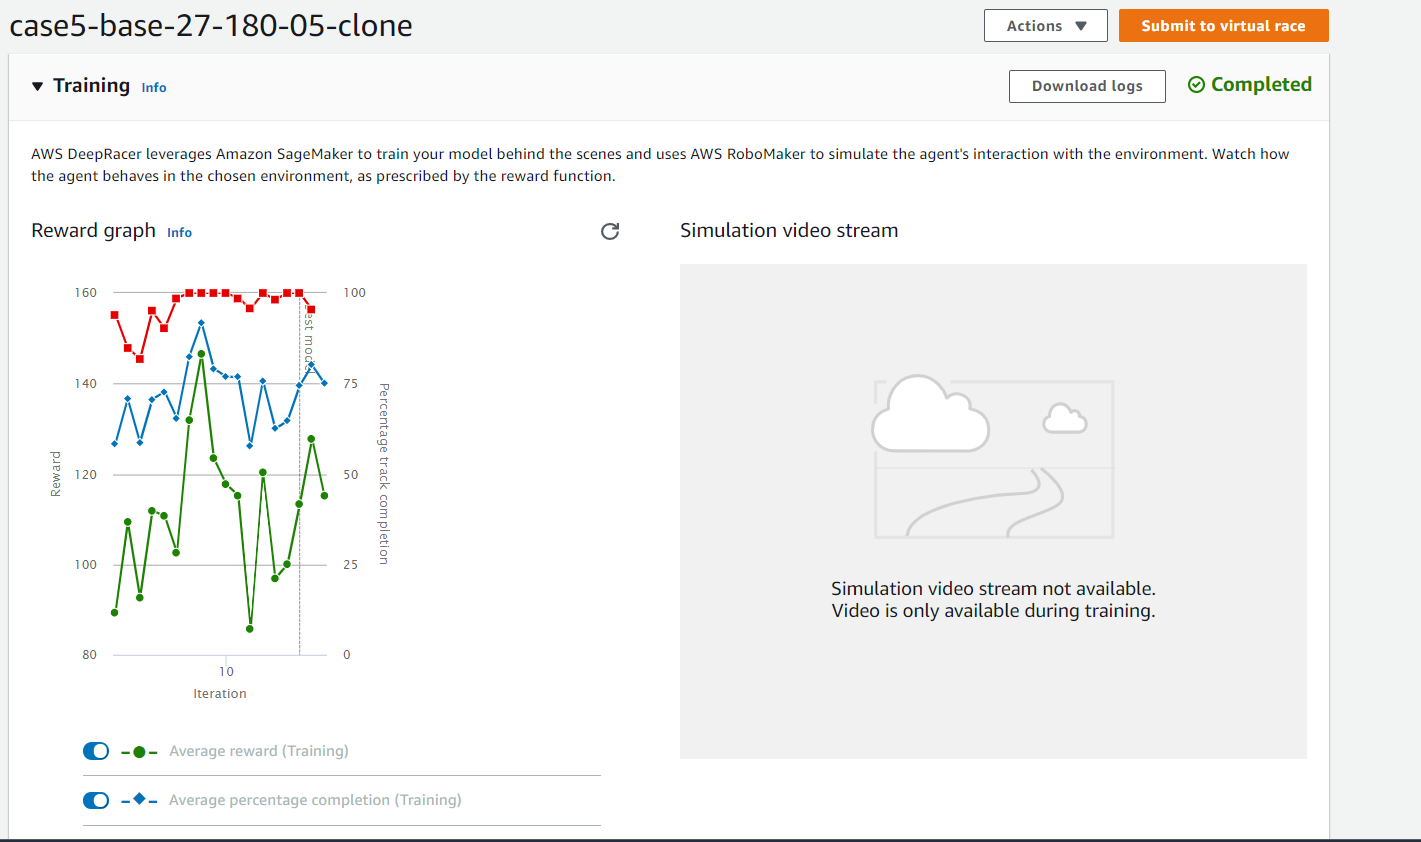 case5-base-27-180-05-clone
Actions
Submit to virtual race
Training Info
Download logs
Completed
AWS DeepRacer leverages Amazon SageMaker to train your model behind the scenes and uses AWS RoboMaker to simulate the agent's interaction with the environment. Watch how
the agent behaves in the chosen environment, as prescribed by the reward function.
Reward graph Info
Simulation video stream
160
140
120
100
80
100
75
50
25
0
Reward
Percentage track completion
10
Iteration
Simulation video stream not available.
Video is only available during training.
Average reward (Training)
Average percentage completion (Training)